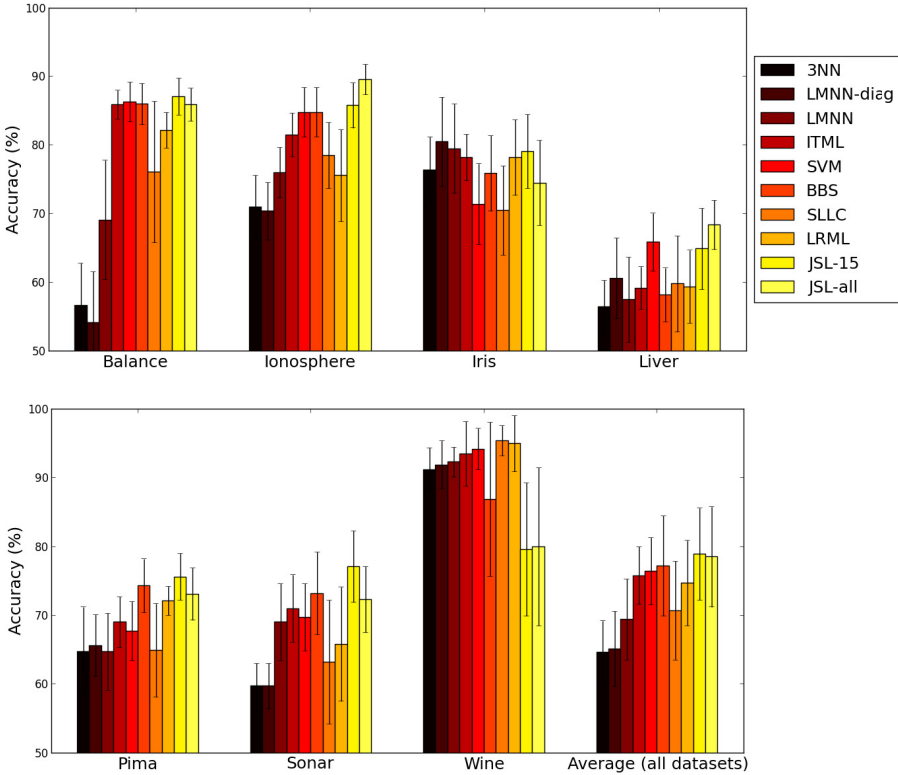 100
90
80
70
60
50
Accuracy (%)
Balance
Ionosphere
Iris
Liver
3NN
LMNN-diag
LMNN
ITML
SVM
BBS
SLLC
LRML
JSL-15
JSL-all
100
90
80
70
60
50
Accuracy (%)
Pima
Sonar
Wine
Average (all datasets)